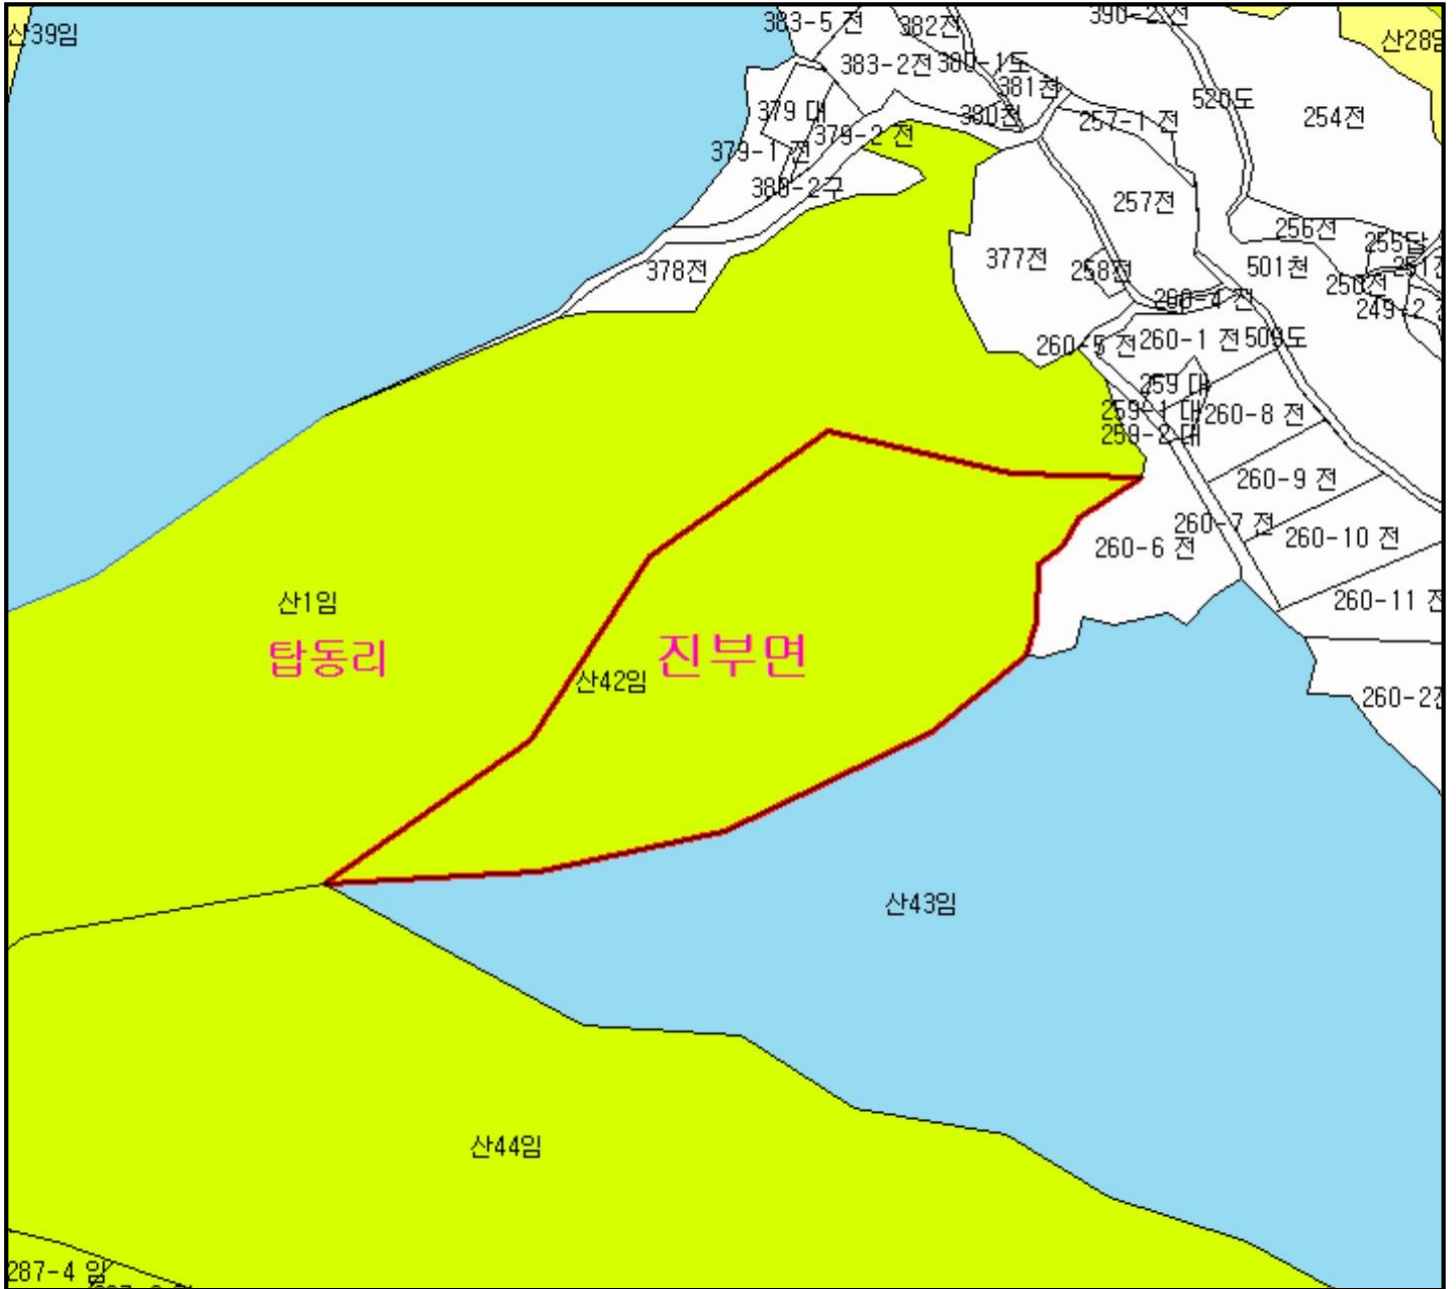 산39임
383-5 전
382전
390-2 전
산28임
383-2전
380-1도
381천
520도
379 대
380전
257-1 전
254전
379-2 전
379-1 전
380-2구
257전
256전
255답
378전
377전
258전
501천
250전
260-5 전
260-1 전
509도
259 대
259-1 대
259-2 대
260-8 전
260-9 전
260-7 전
260-6 전
260-10 전
산1임
260-11 전
탑동리
진부면
산42임
260-2전
산43임
산44임
287-4 임